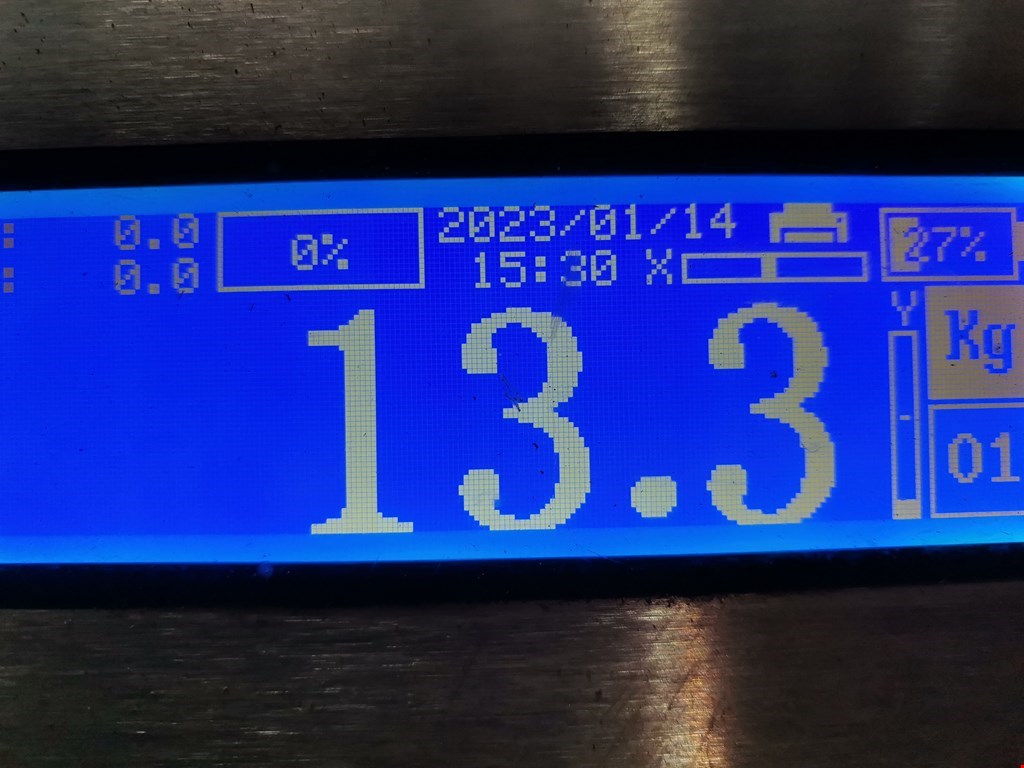 : 0.0 0% 2023/01/14 27%
: 0.0 15:30 X
Y
13.3 Kg
01